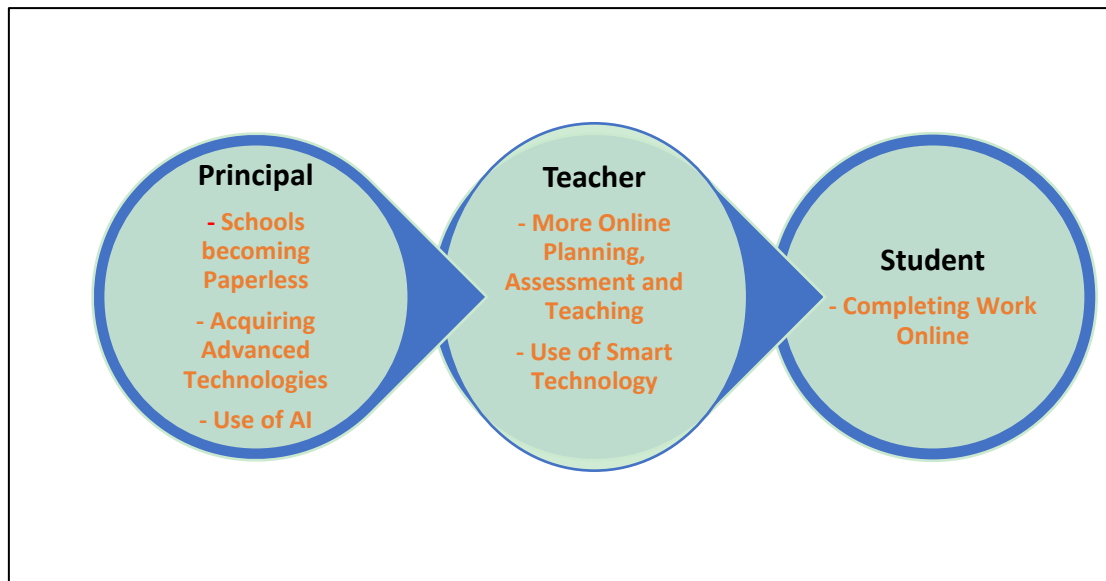 Principal
- Schools
becoming
Paperless
- Acquiring
Advanced
Technologies
- Use of AI
Teacher
- More Online
Planning,
Assessment and
Teaching
- Use of Smart
Technology
Student
- Completing Work
Online